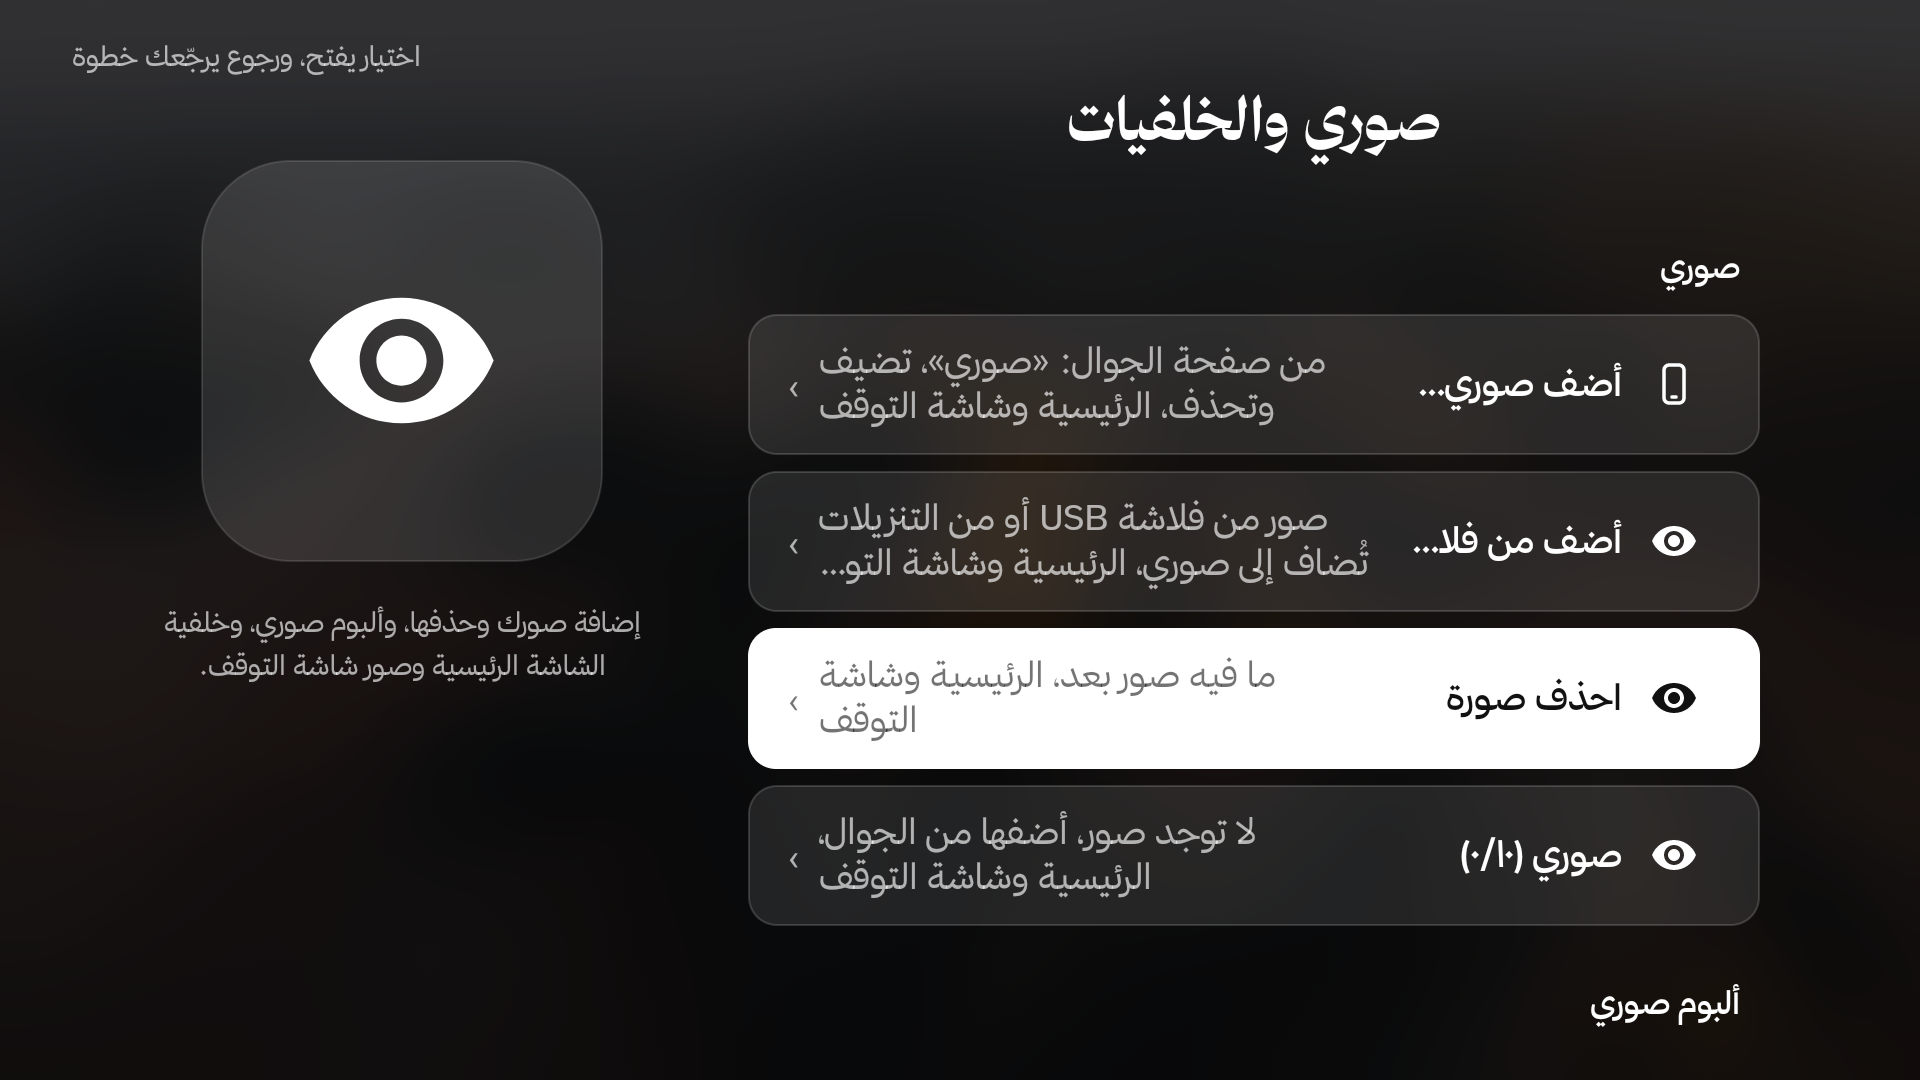 اختيار يفتح، ورجوع يرجّعك خطوة
صوري والخلفيات
صوري
أضف صوري...
من صفحة الجوال: «صوري»، تضيف
وتحذف، الرئيسية وشاشة التوقف
أضف من فلا...
صور من فلاشة USB أو من التنزيلات
تُضاف إلى صوري، الرئيسية وشاشة التو...
احذف صورة
ما فيه صور بعد، الرئيسية وشاشة
التوقف
صوري (٠/١٠)
لا توجد صور، أضفها من الجوال،
الرئيسية وشاشة التوقف
ألبوم صوري
إضافة صورك وحذفها، وألبوم صوري، وخلفية
الشاشة الرئيسية وصور شاشة التوقف.